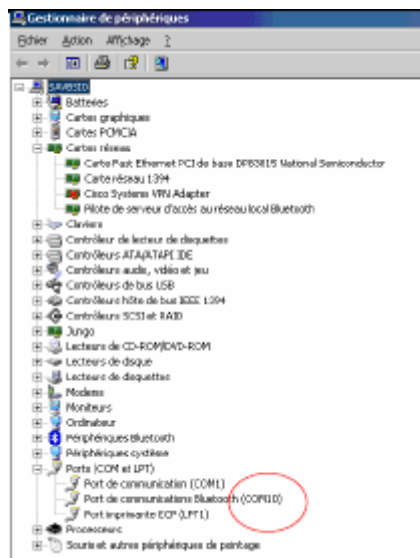 Gestionnaire de périphériques
Fichier Action Affichage ?
SAVBSID
Batteries
Cartes graphiques
Cartes PCMCIA
Cartes réseau
Carte Fast Ethernet PCI de base DP83815 National Semiconductor
Carte réseau 1394
Cisco Systems VPN Adapter
Pilote de serveur d'accès au réseau local Bluetooth
Claviers
Contrôleur de lecteur de disquettes
Contrôleurs ATA/ATAPI IDE
Contrôleurs audio, vidéo et jeu
Contrôleurs de bus USB
Contrôleurs hôte de bus IEEE 1394
Contrôleurs SCSI et RAID
Jungo
Lecteurs de CD-ROM/DVD-ROM
Lecteurs de disque
Lecteurs de disquettes
Modems
Moniteurs
Ordinateur
Périphériques Bluetooth
Périphériques système
Ports (COM et LPT)
Port de communication (COM1)
Port de communications Bluetooth (COM10)
Port imprimante ECP (LPT1)
Processeurs
Souris et autres périphériques de pointage